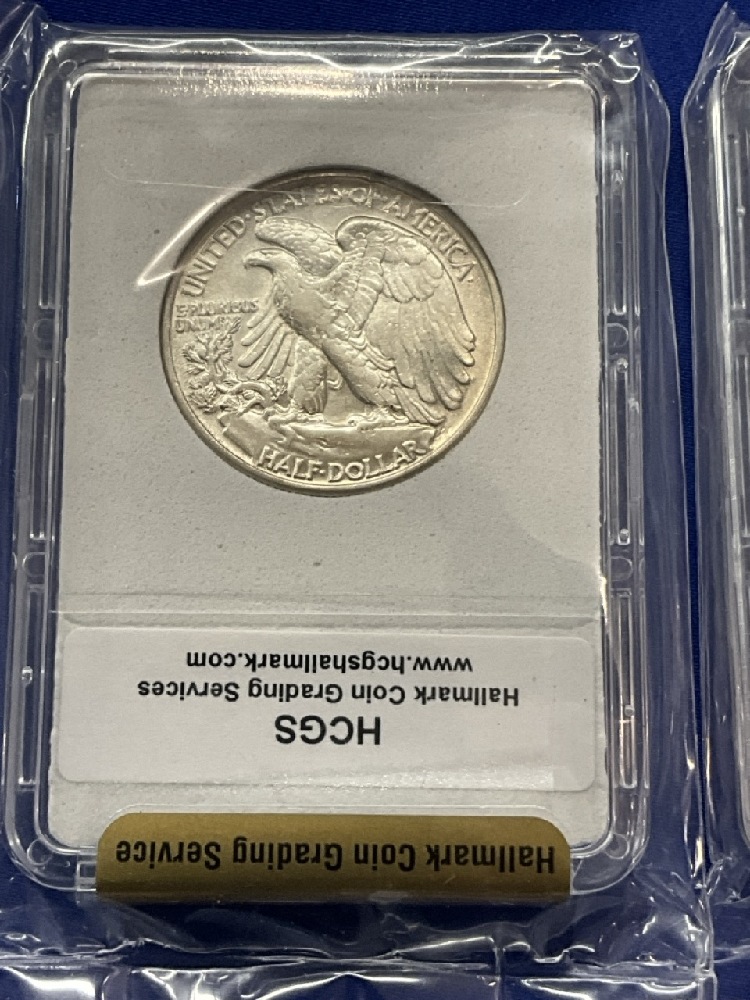 UNITED·STATES·OF·AMERICA·
E·PLURIBUS
UNUM
HALF·DOLLAR
HCGS
Hallmark Coin Grading Services
www.hcgshallmark.com
Hallmark Coin Grading Service